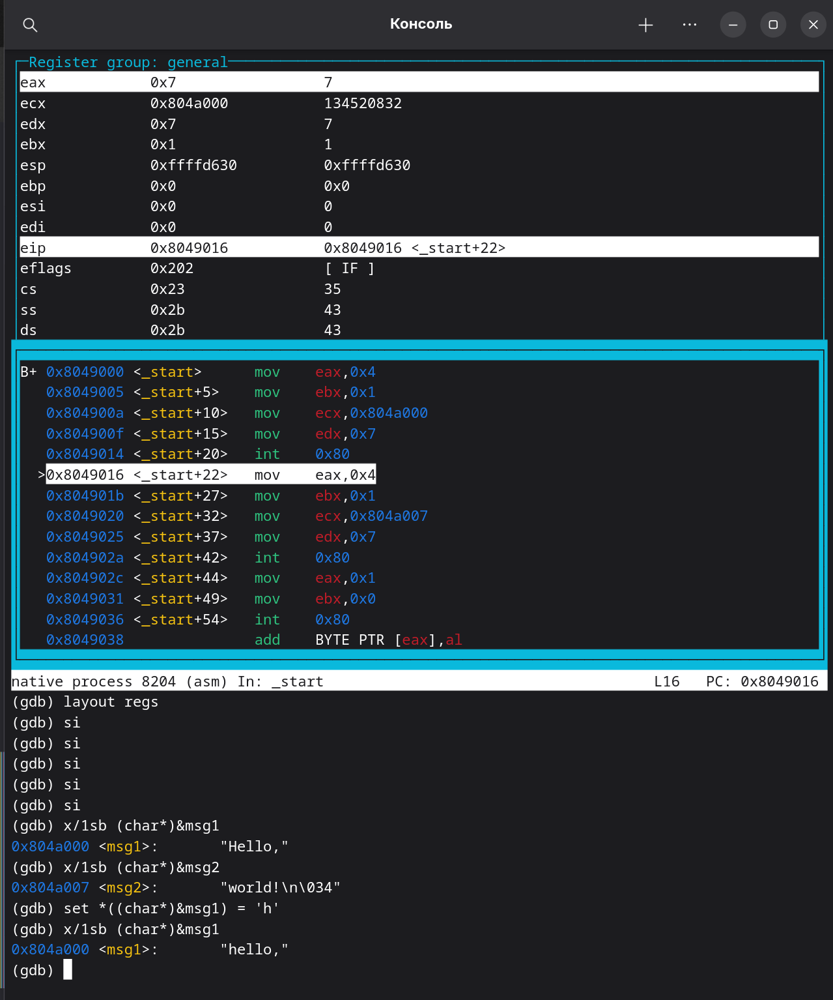 Консоль
Register group: general
eax 0x7 7
ecx 0x804a000 134520832
edx 0x7 7
ebx 0x1 1
esp 0xffffd630 0xffffd630
ebp 0x0 0x0
esi 0x0 0
edi 0x0 0
eip 0x8049016 0x8049016 <_start+22>
eflags 0x202 [ IF ]
cs 0x23 35
ss 0x2b 43
ds 0x2b 43
B+ 0x8049000 <_start> mov eax,0x4
0x8049005 <_start+5> mov ebx,0x1
0x804900a <_start+10> mov ecx,0x804a000
0x804900f <_start+15> mov edx,0x7
0x8049014 <_start+20> int 0x80
>0x8049016 <_start+22> mov eax,0x4
0x804901b <_start+27> mov ebx,0x1
0x8049020 <_start+32> mov ecx,0x804a007
0x8049025 <_start+37> mov edx,0x7
0x804902a <_start+42> int 0x80
0x804902c <_start+44> mov eax,0x1
0x8049031 <_start+49> mov ebx,0x0
0x8049036 <_start+54> int 0x80
0x8049038 add BYTE PTR [eax],al
native process 8204 (asm) In: _start L16 PC: 0x8049016
(gdb) layout regs
(gdb) si
(gdb) si
(gdb) si
(gdb) si
(gdb) si
(gdb) x/1sb (char*)&msg1
0x804a000 <msg1>: "Hello,"
(gdb) x/1sb (char*)&msg2
0x804a007 <msg2>: "world!\n\034"
(gdb) set *((char*)&msg1) = 'h'
(gdb) x/1sb (char*)&msg1
0x804a000 <msg1>: "hello,"
(gdb)